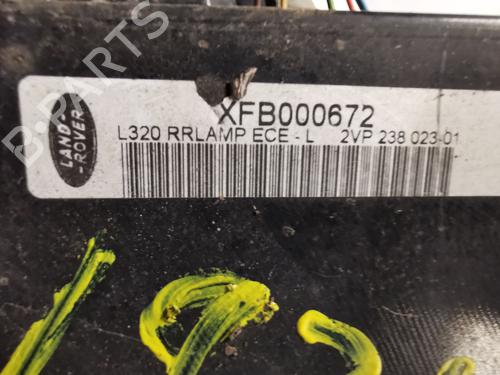 XFB000672
LAND-
-ROVER
L320 RRLAMP ECE - L 2VP 238 023-01
B-PARTS